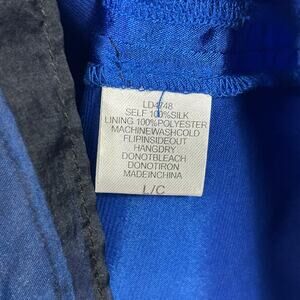 LD4748
SELF 100%SILK
LINING 100%POLYESTER
MACHINEWASHCOLD
FLIPINSIDEOUT
HANGDRY
DONOTBLEACH
DONOTIRON
MADEINCHINA
L/C